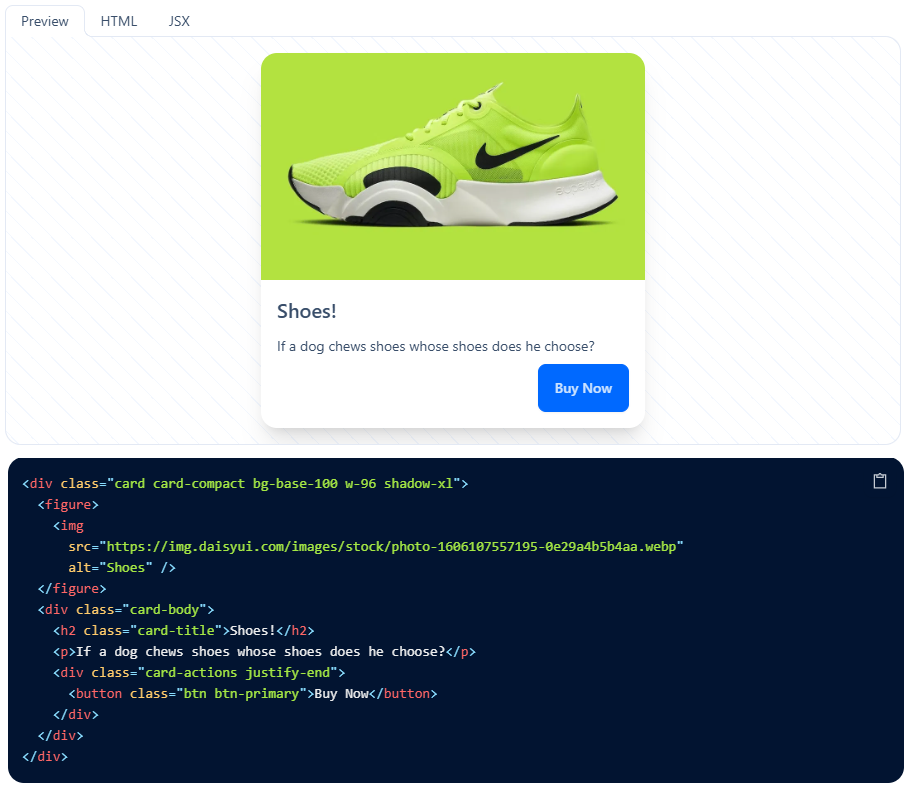 Preview HTML JSX
Shoes!
If a dog chews shoes whose shoes does he choose?
Buy Now
<div class="card card-compact bg-base-100 w-96 shadow-xl">
  <figure>
    <img
      src="https://img.daisyui.com/images/stock/photo-1606107557195-0e29a4b5b4aa.webp"
      alt="Shoes" />
  </figure>
  <div class="card-body">
    <h2 class="card-title">Shoes!</h2>
    <p>If a dog chews shoes whose shoes does he choose?</p>
    <div class="card-actions justify-end">
      <button class="btn btn-primary">Buy Now</button>
    </div>
  </div>
</div>